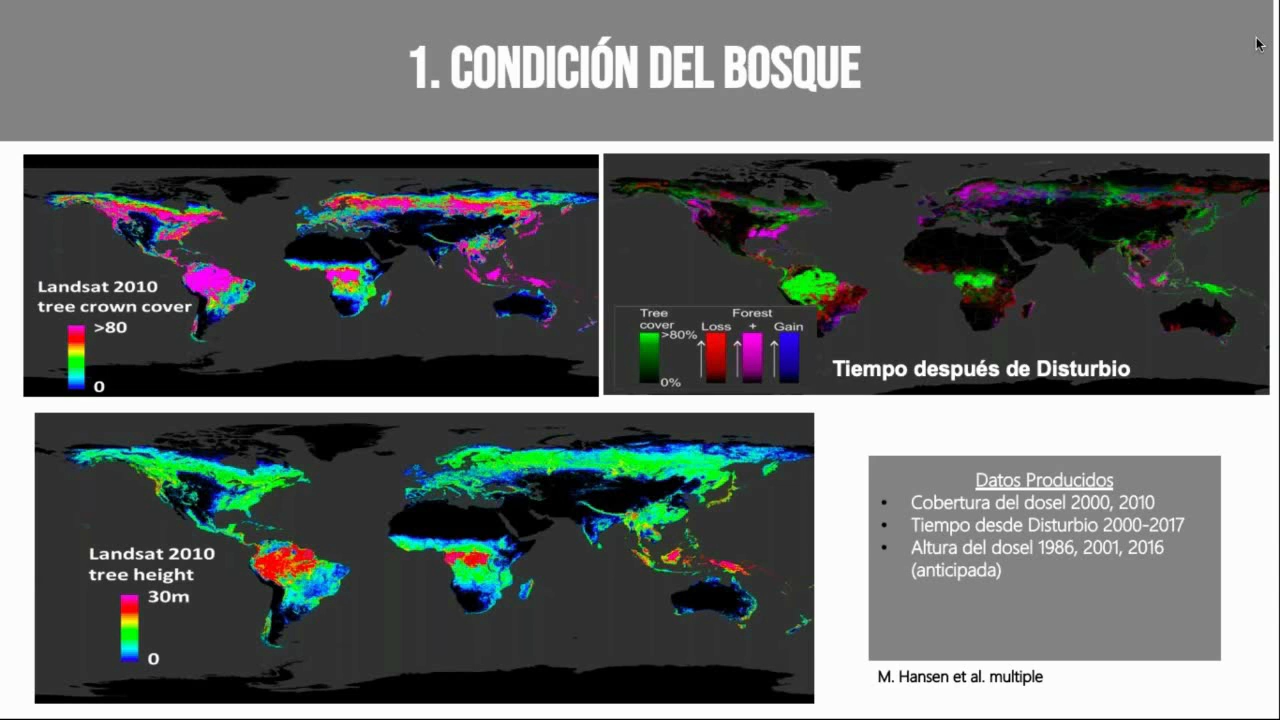 1. CONDICIÓN DEL BOSQUE
Landsat 2010
tree crown cover
>80
0
Tree
cover
>80%
0%
Forest
Loss + Gain
Tiempo después de Disturbio
Landsat 2010
tree height
30m
0
Datos Producidos
• Cobertura del dosel 2000, 2010
• Tiempo desde Disturbio 2000-2017
• Altura del dosel 1986, 2001, 2016
(anticipada)
M. Hansen et al. multiple